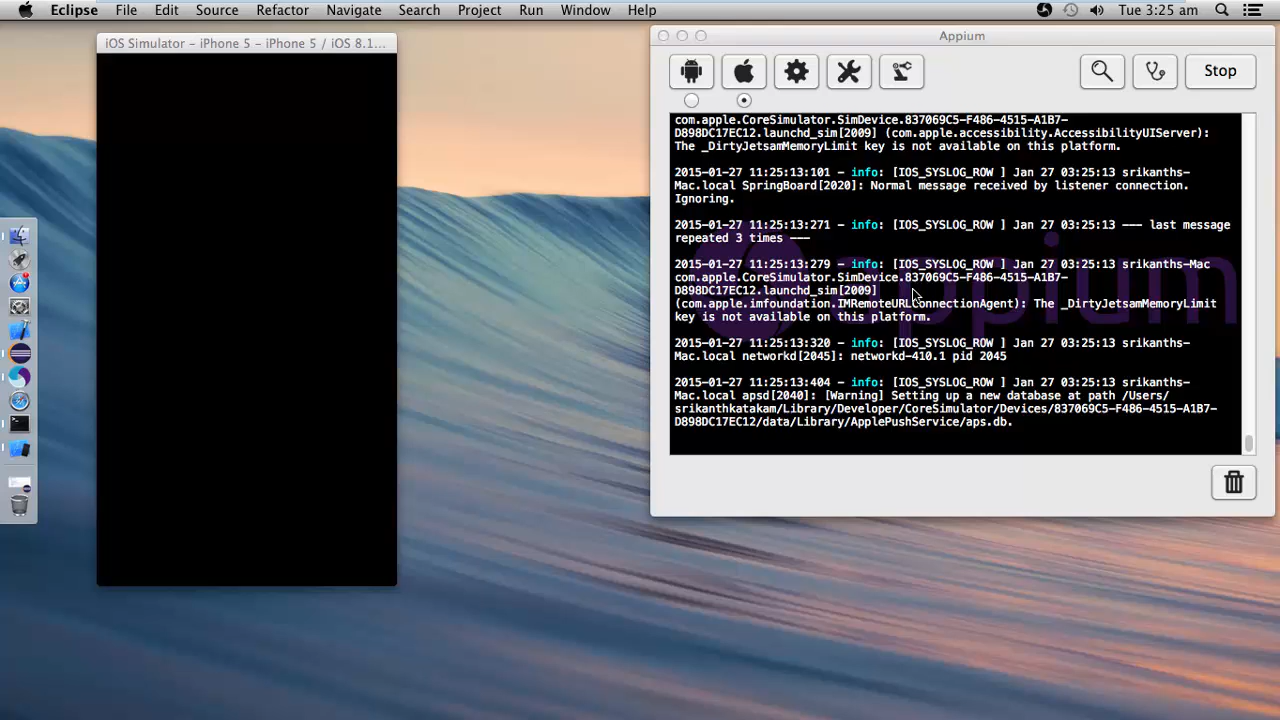 Eclipse File Edit Source Refactor Navigate Search Project Run Window Help Tue 3:25 am
iOS Simulator – iPhone 5 – iPhone 5 / iOS 8.1...
Appium
Stop
com.apple.CoreSimulator.SimDevice.837069C5-F486-4515-A1B7-
D898DC17EC12.launchd_sim[2009] (com.apple.accessibility.AccessibilityUIServer):
The _DirtyJetsamMemoryLimit key is not available on this platform.
2015-01-27 11:25:13:101 - info: [IOS_SYSLOG_ROW ] Jan 27 03:25:13 srikanths-
Mac.local SpringBoard[2020]: Normal message received by listener connection.
Ignoring.
2015-01-27 11:25:13:271 - info: [IOS_SYSLOG_ROW ] Jan 27 03:25:13 --- last message
repeated 3 times ---
2015-01-27 11:25:13:279 - info: [IOS_SYSLOG_ROW ] Jan 27 03:25:13 srikanths-Mac
com.apple.CoreSimulator.SimDevice.837069C5-F486-4515-A1B7-
D898DC17EC12.launchd_sim[2009]
(com.apple.imfoundation.IMRemoteURLConnectionAgent): The _DirtyJetsamMemoryLimit
key is not available on this platform.
2015-01-27 11:25:13:320 - info: [IOS_SYSLOG_ROW ] Jan 27 03:25:13 srikanths-
Mac.local networkd[2045]: networkd-410.1 pid 2045
2015-01-27 11:25:13:404 - info: [IOS_SYSLOG_ROW ] Jan 27 03:25:13 srikanths-
Mac.local apsd[2040]: [Warning] Setting up a new database at path /Users/
srikanthkatakam/Library/Developer/CoreSimulator/Devices/837069C5-F486-4515-A1B7-
D898DC17EC12/data/Library/ApplePushService/aps.db.
appium